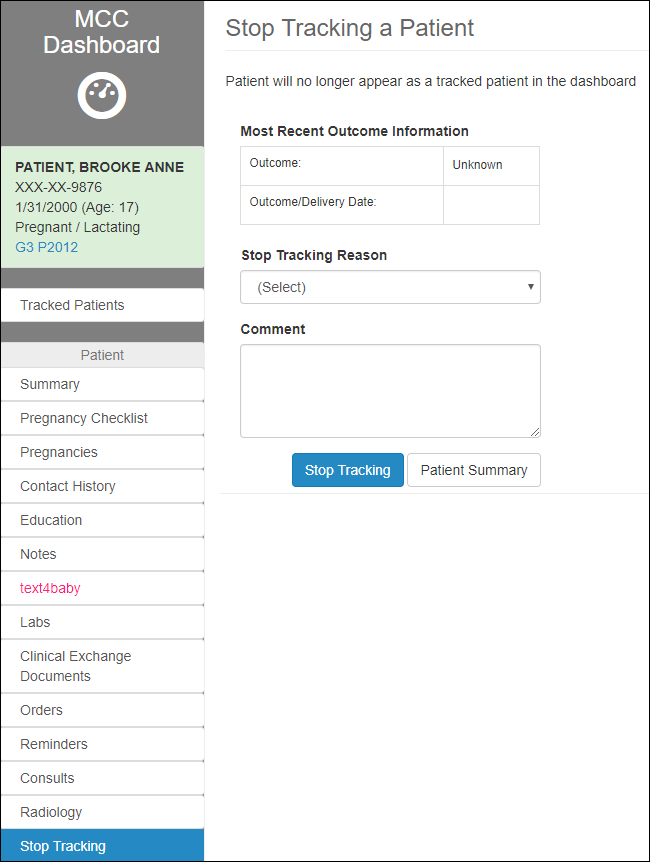 MCC
Dashboard
PATIENT, BROOKE ANNE
XXX-XX-9876
1/31/2000 (Age: 17)
Pregnant / Lactating
G3 P2012
Tracked Patients
Patient
Summary
Pregnancy Checklist
Pregnancies
Contact History
Education
Notes
text4baby
Labs
Clinical Exchange
Documents
Orders
Reminders
Consults
Radiology
Stop Tracking
Stop Tracking a Patient
Patient will no longer appear as a tracked patient in the dashboard
Most Recent Outcome Information
Outcome: Unknown
Outcome/Delivery Date:
Stop Tracking Reason
(Select)
Comment
Stop Tracking Patient Summary